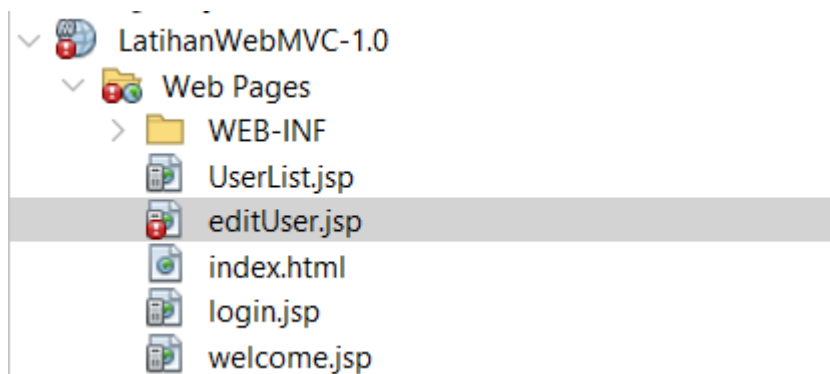 LatihanWebMVC-1.0
Web Pages
WEB-INF
UserList.jsp
editUser.jsp
index.html
login.jsp
welcome.jsp